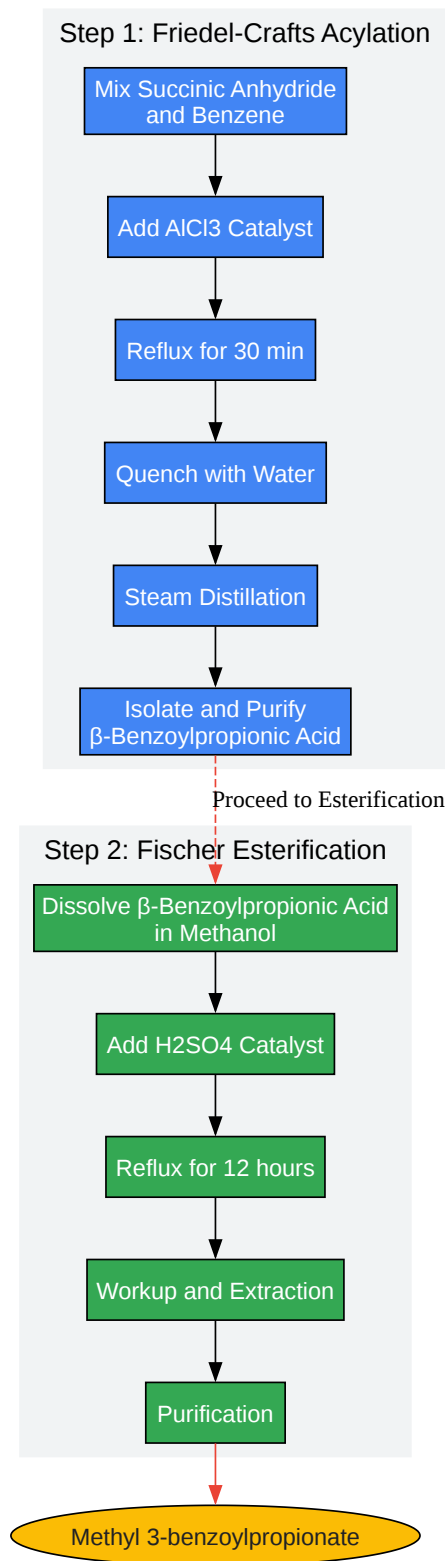 Step 1: Friedel-Crafts Acylation
Mix Succinic Anhydride
and Benzene
Add AlCl3 Catalyst
Reflux for 30 min
Quench with Water
Steam Distillation
Isolate and Purify
β-Benzoylpropionic Acid
Proceed to Esterification
Step 2: Fischer Esterification
Dissolve β-Benzoylpropionic Acid
in Methanol
Add H2SO4 Catalyst
Reflux for 12 hours
Workup and Extraction
Purification
Methyl 3-benzoylpropionate